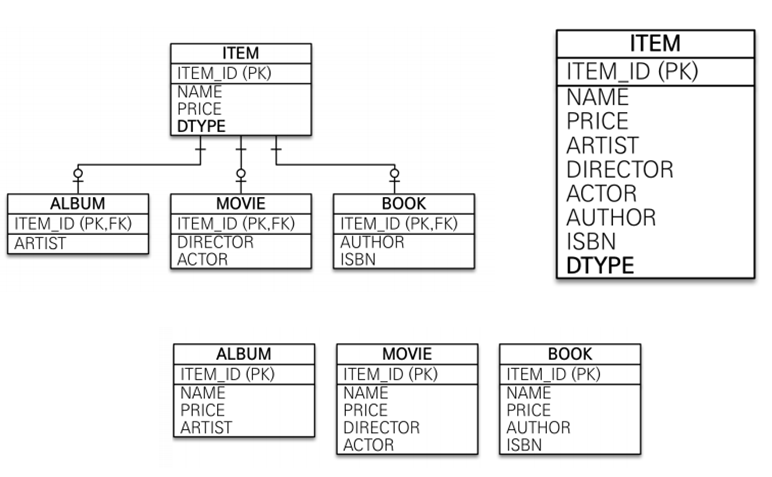 ITEM
ITEM_ID (PK)
NAME
PRICE
DTYPE
ALBUM
ITEM_ID (PK,FK)
ARTIST
MOVIE
ITEM_ID (PK,FK)
DIRECTOR
ACTOR
BOOK
ITEM_ID (PK,FK)
AUTHOR
ISBN
ITEM
ITEM_ID (PK)
NAME
PRICE
ARTIST
DIRECTOR
ACTOR
AUTHOR
ISBN
DTYPE
ALBUM
ITEM_ID (PK)
NAME
PRICE
ARTIST
MOVIE
ITEM_ID (PK)
NAME
PRICE
DIRECTOR
ACTOR
BOOK
ITEM_ID (PK)
NAME
PRICE
AUTHOR
ISBN